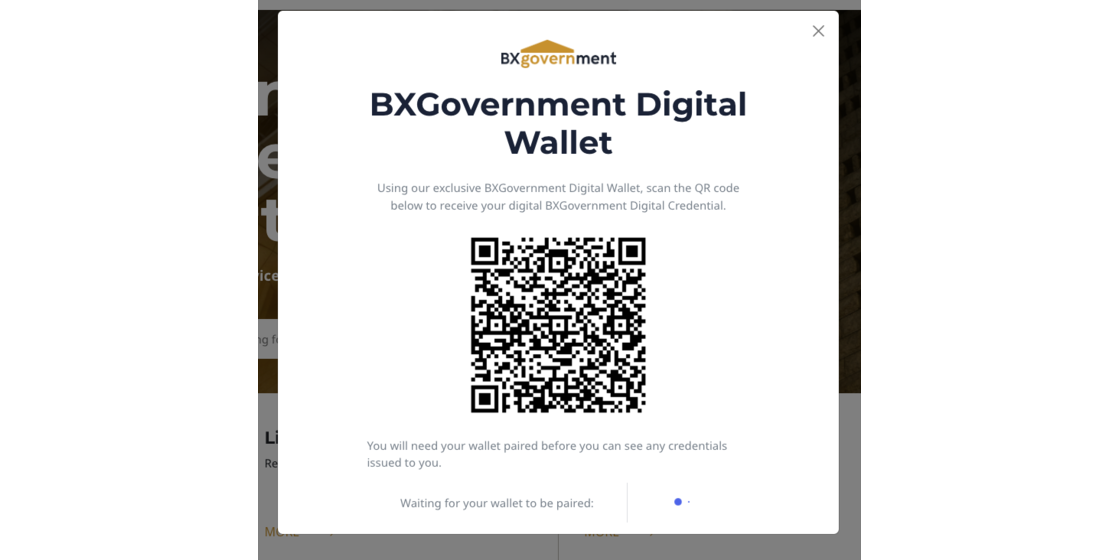 BXgovernment
BXGovernment Digital
Wallet
Using our exclusive BXGovernment Digital Wallet, scan the QR code
below to receive your digital BXGovernment Digital Credential.
You will need your wallet paired before you can see any credentials
issued to you.
Waiting for your wallet to be paired: